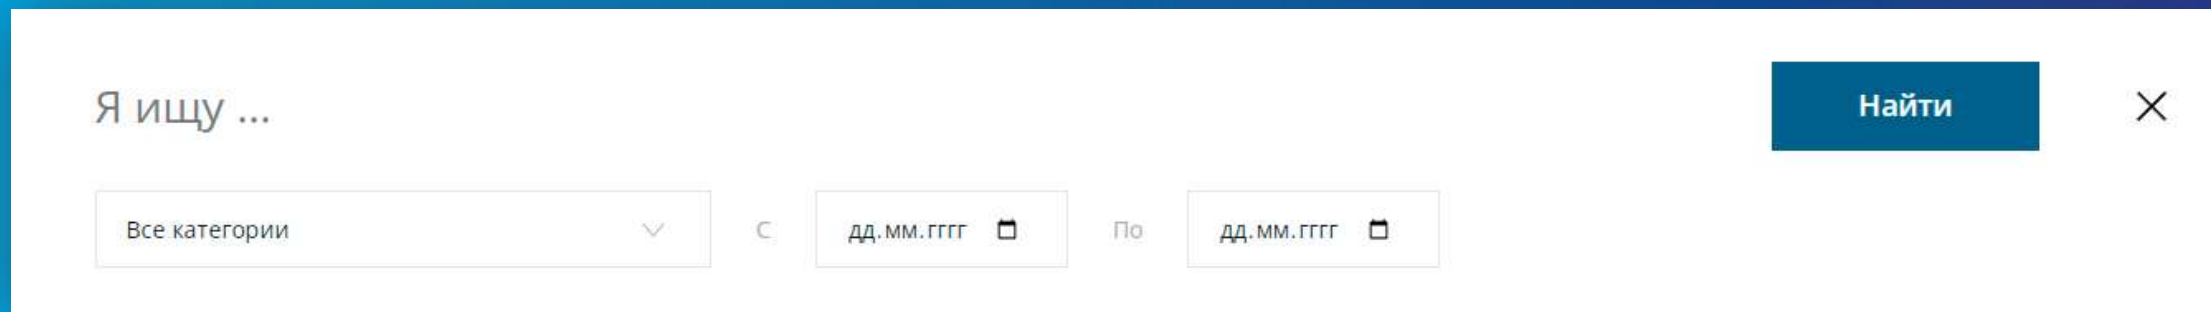 Я ищу ...
Найти
Все категории
С
дд.мм.гггг
По
дд.мм.гггг